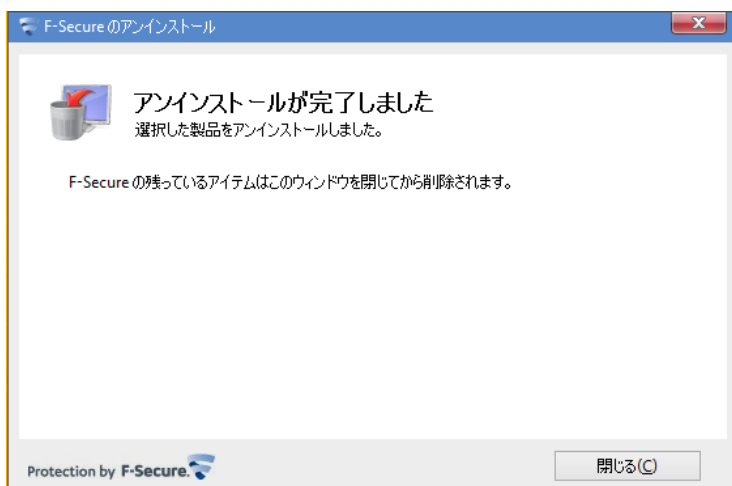 F-Secure のアンインストール
アンインストールが完了しました
選択した製品をアンインストールしました。
F-Secure の残っているアイテムはこのウィンドウを閉じてから削除されます。
Protection by F-Secure.
閉じる(C)